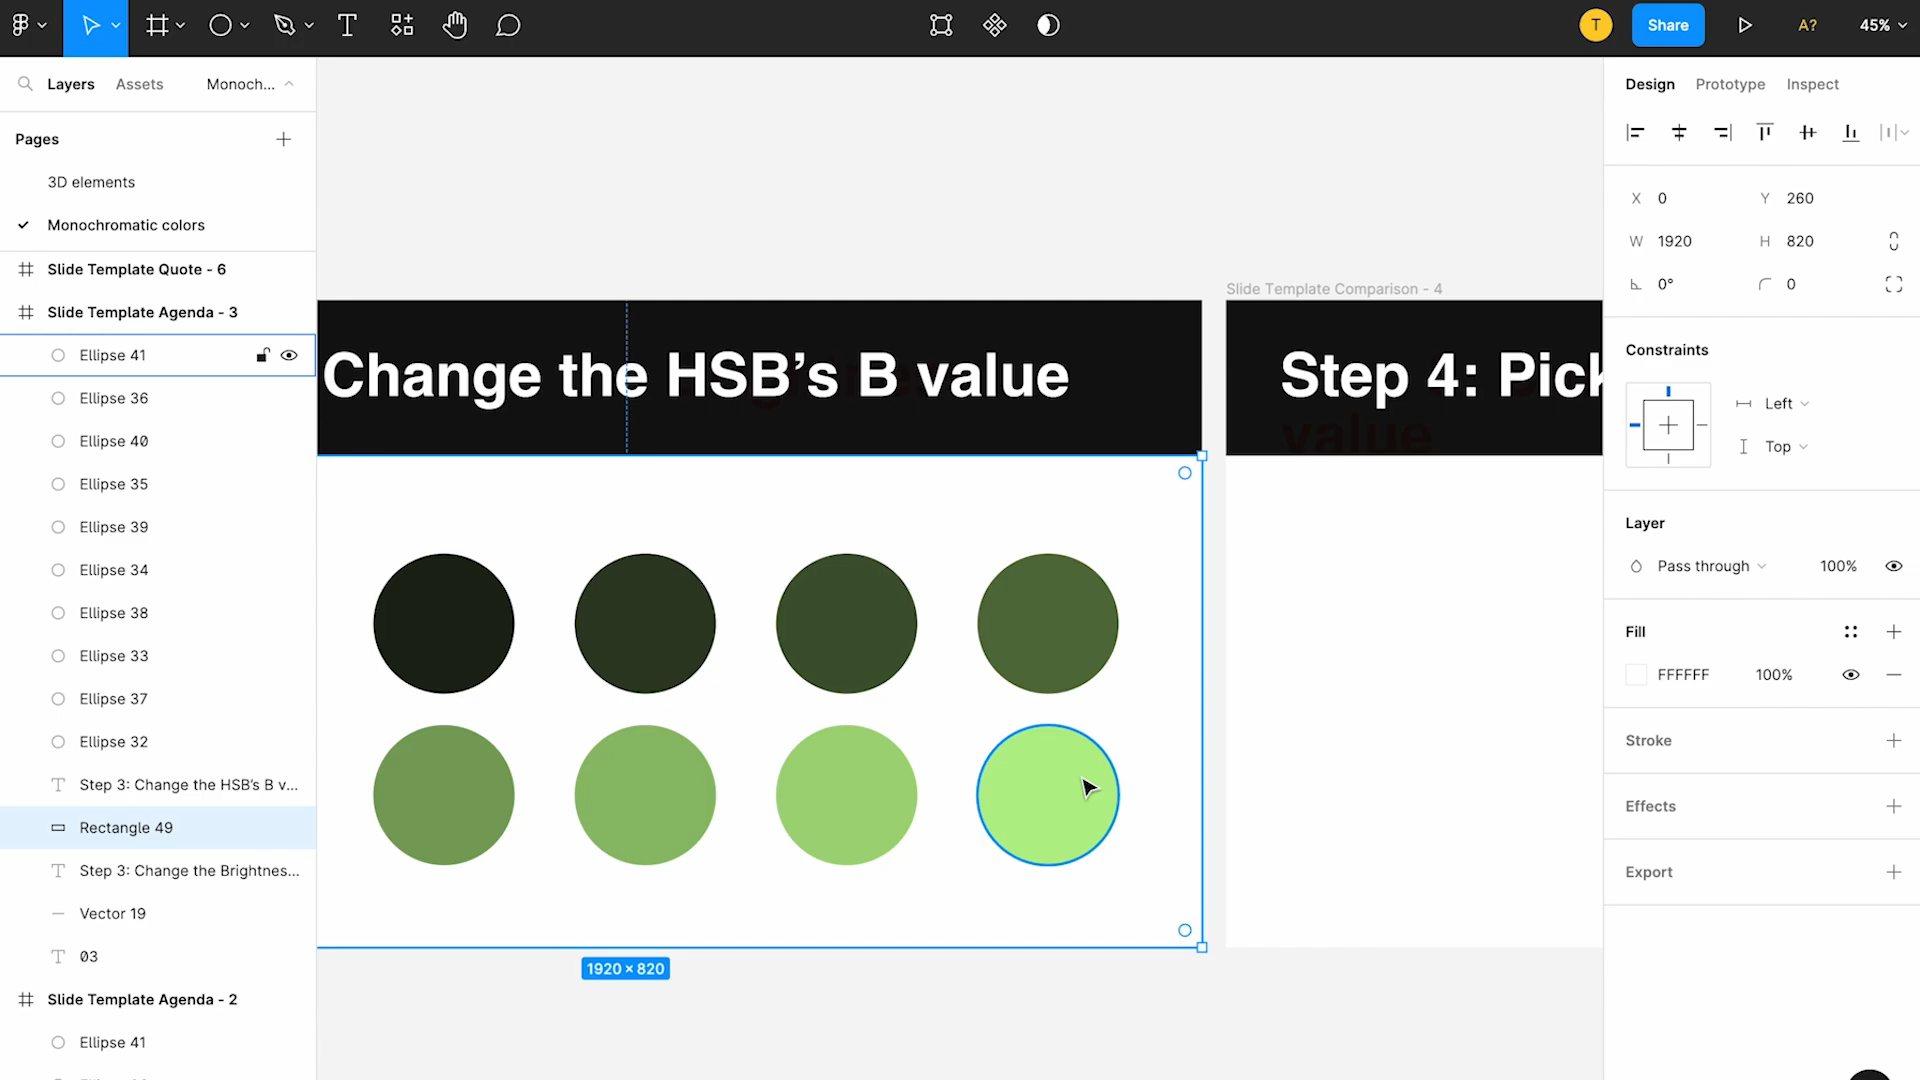 T
Share
A?
45%
Layers
Assets
Monoch...
Pages
3D elements
Monochromatic colors
Slide Template Quote - 6
Slide Template Agenda - 3
Ellipse 41
Ellipse 36
Ellipse 40
Ellipse 35
Ellipse 39
Ellipse 34
Ellipse 38
Ellipse 33
Ellipse 37
Ellipse 32
Step 3: Change the HSB’s B v...
Rectangle 49
Step 3: Change the Brightnes...
Vector 19
03
Slide Template Agenda - 2
Ellipse 41
Change the HSB’s B value
1920 × 820
Slide Template Comparison - 4
Step 4: Pick
value
Design
Prototype
Inspect
X 0
Y 260
W 1920
H 820
0°
0
Constraints
Left
Top
Layer
Pass through
100%
Fill
FFFFFF
100%
Stroke
Effects
Export